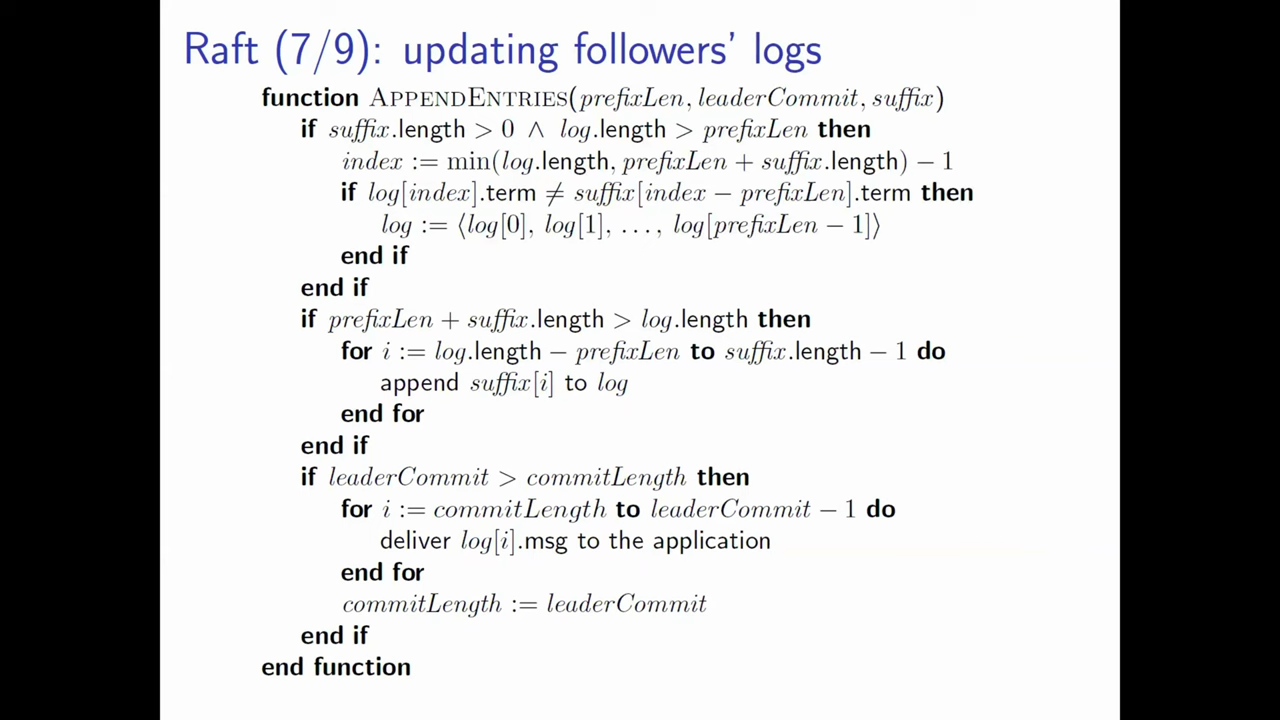 Raft (7/9): updating followers’ logs
function AppendEntries(prefixLen, leaderCommit, suffix)
if suffix.length > 0 ∧ log.length > prefixLen then
index := min(log.length, prefixLen + suffix.length) − 1
if log[index].term ≠ suffix[index − prefixLen].term then
log := ⟨log[0], log[1], . . . , log[prefixLen − 1]⟩
end if
end if
if prefixLen + suffix.length > log.length then
for i := log.length − prefixLen to suffix.length − 1 do
append suffix[i] to log
end for
end if
if leaderCommit > commitLength then
for i := commitLength to leaderCommit − 1 do
deliver log[i].msg to the application
end for
commitLength := leaderCommit
end if
end function